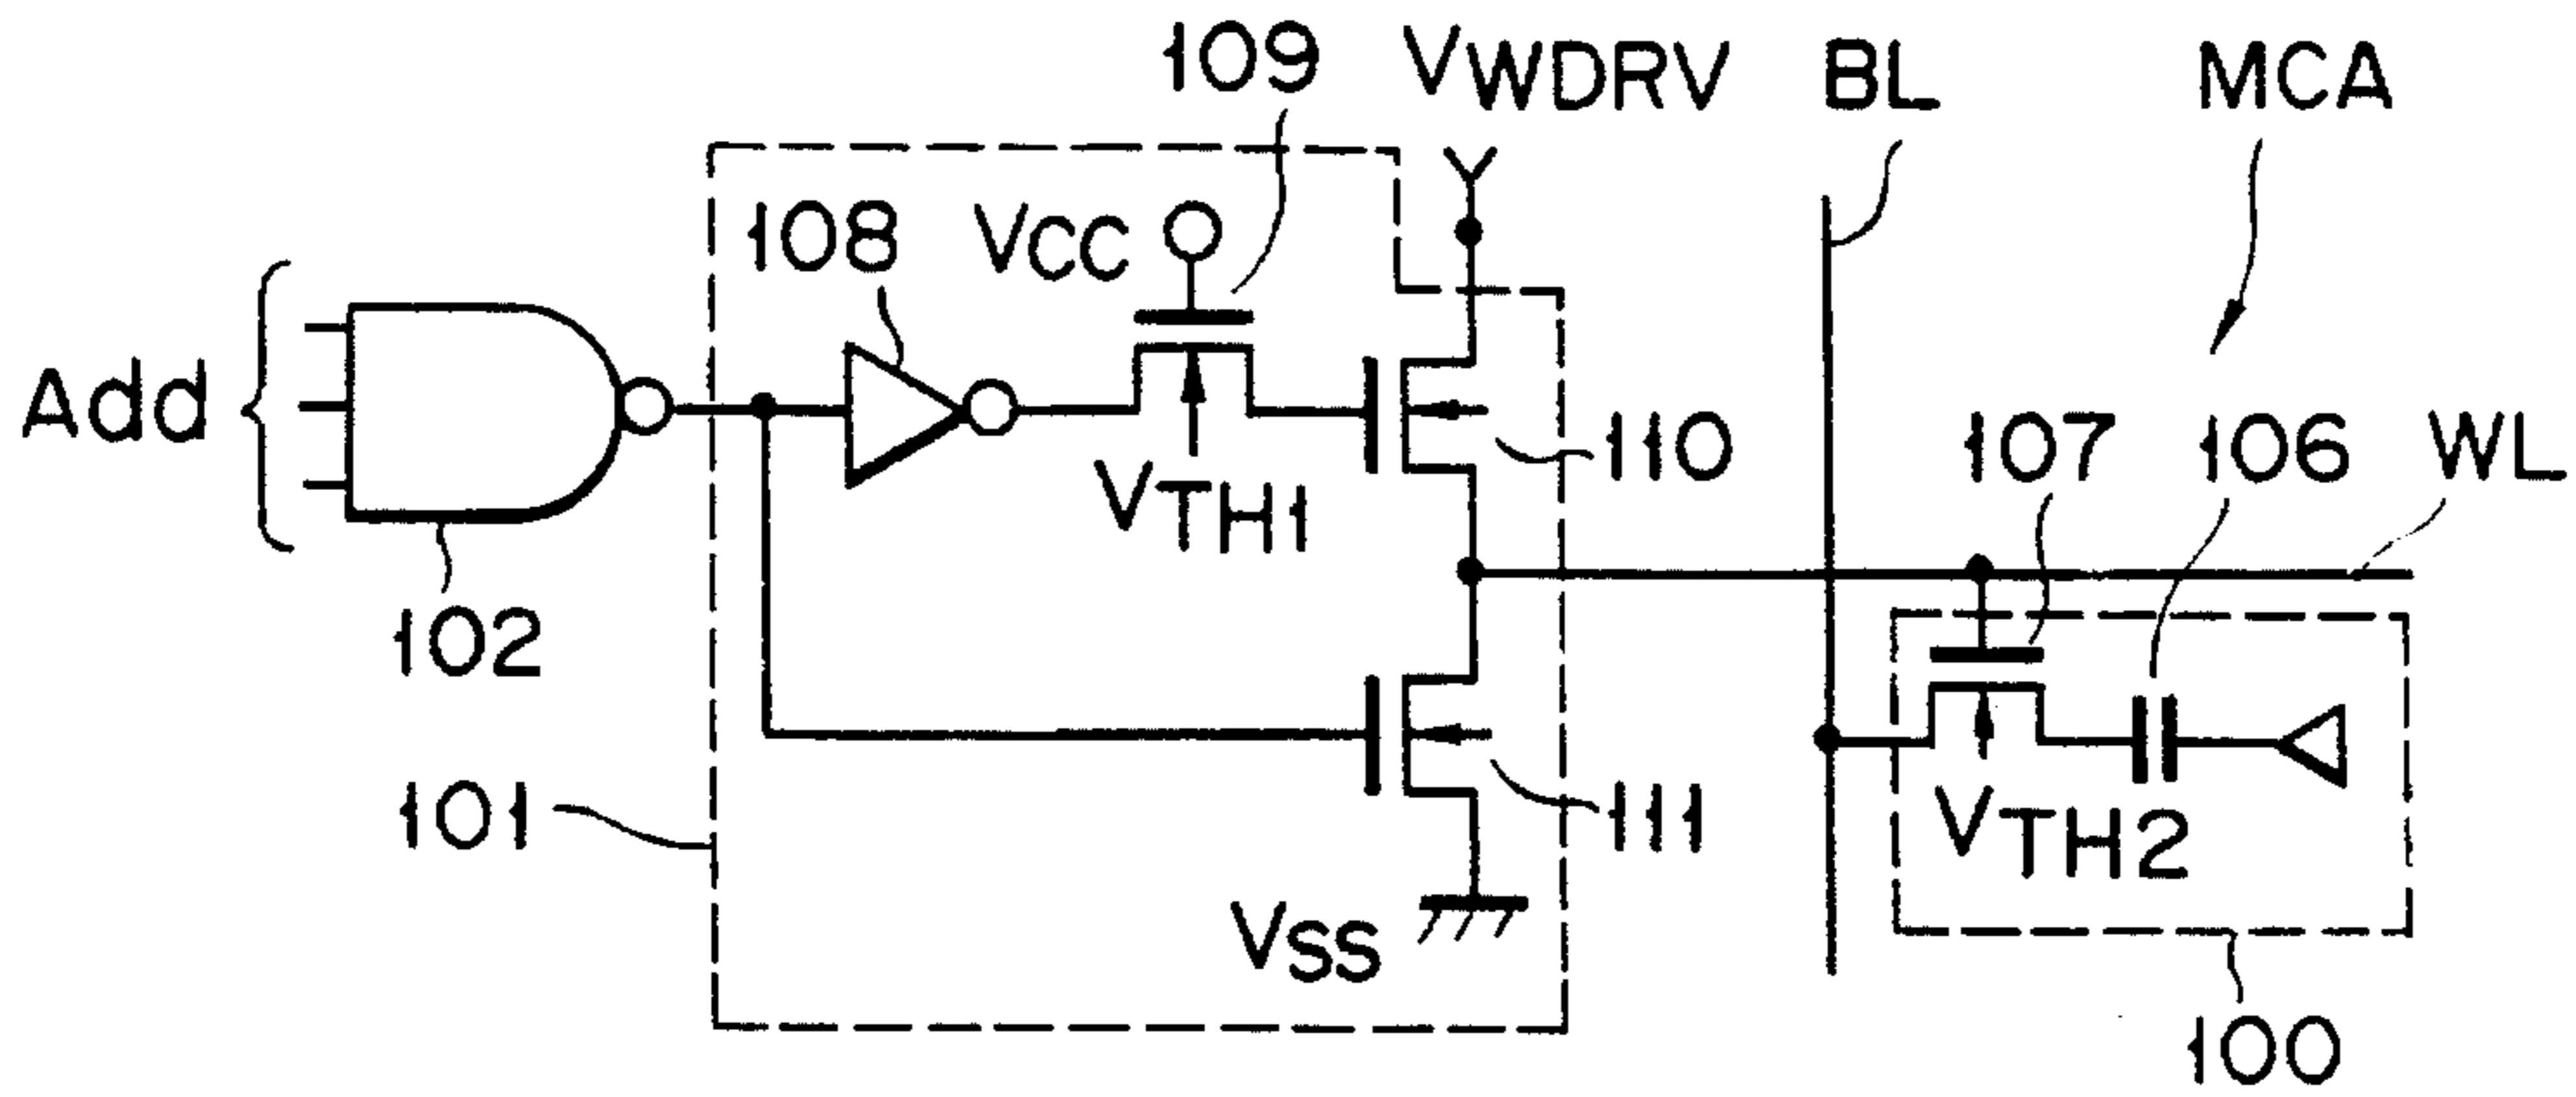 109
VWDRV
BL
MCA
108
VCC
Add
VTH1
110
107
106
WL
102
101
111
VTH2
VSS
100